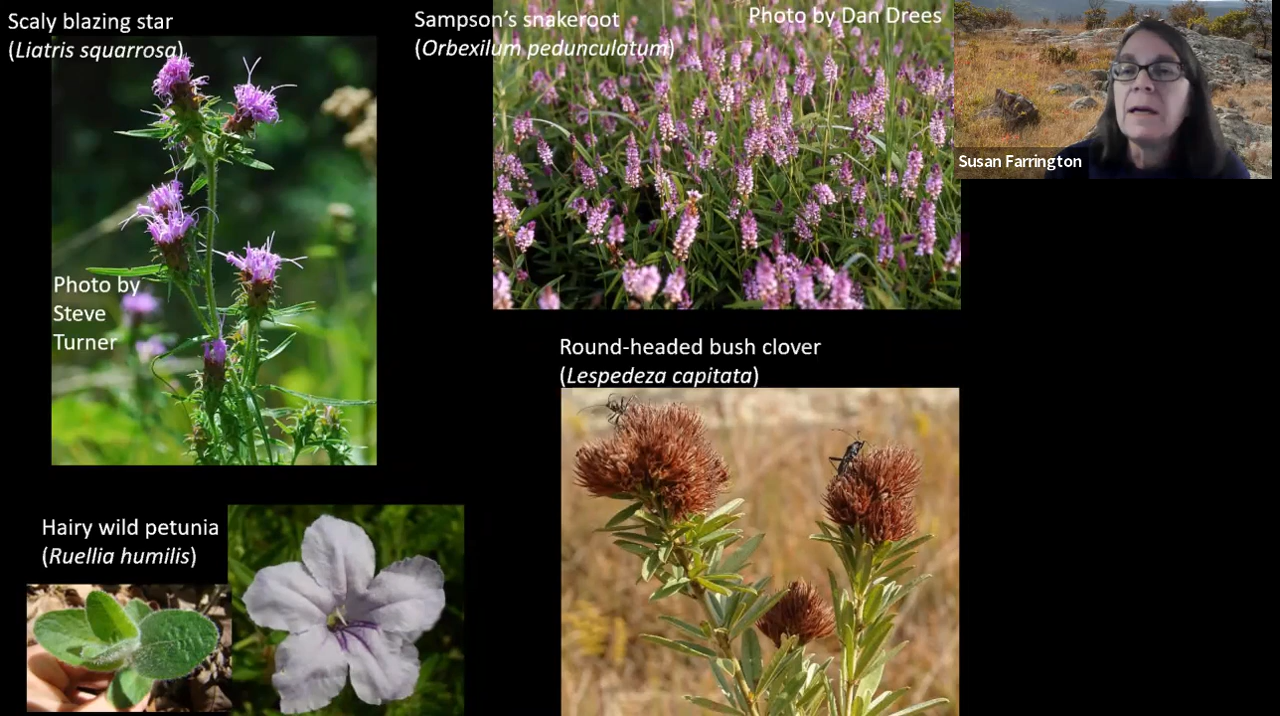 Scaly blazing star
(Liatris squarrosa)
Sampson's snakeroot
(Orbexilum pedunculatum)
Photo by Dan Drees
Susan Farrington
Photo by
Steve
Turner
Round-headed bush clover
(Lespedeza capitata)
Hairy wild petunia
(Ruellia humilis)